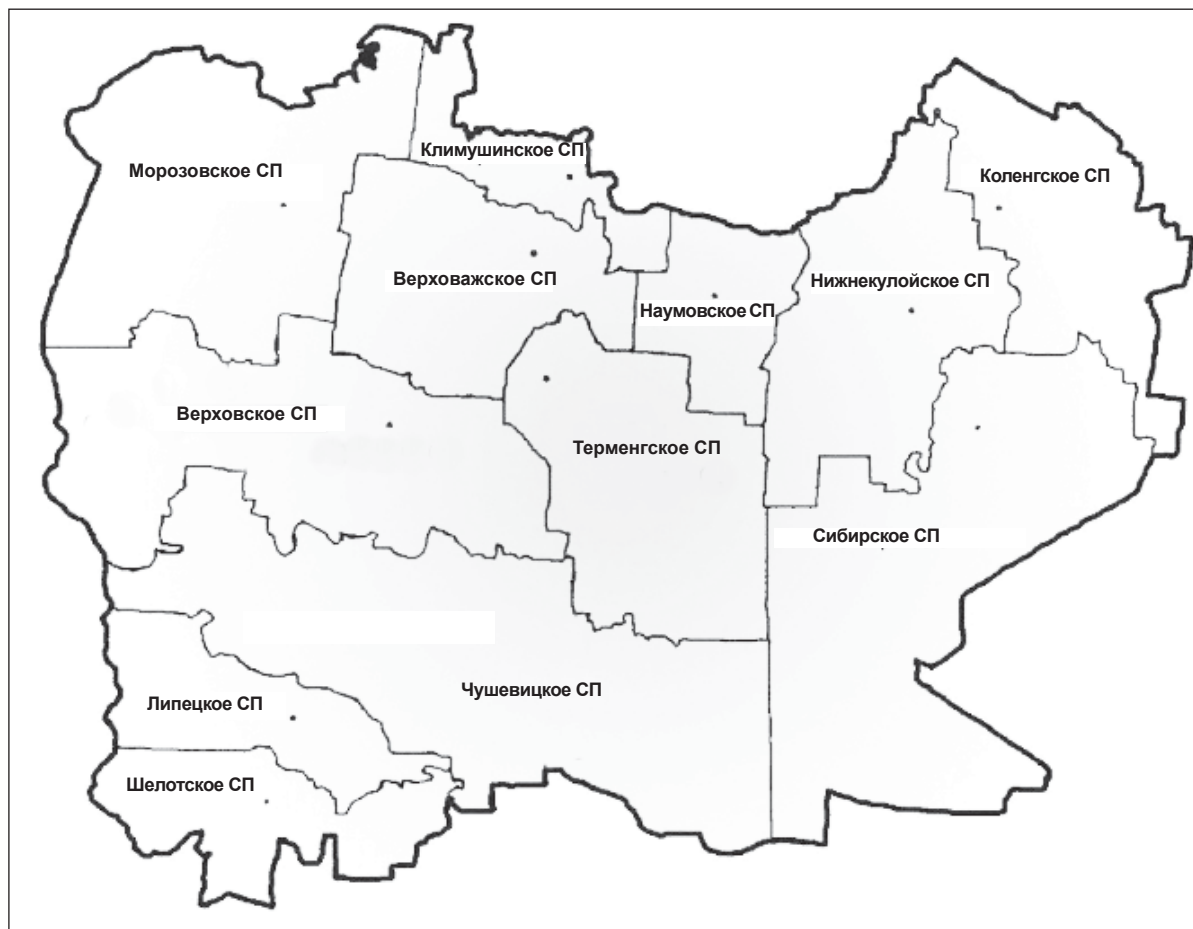 Климушинское СП
Морозовское СП
Коленгское СП
Верховажское СП
Нижнекулойское СП
Наумовское СП
Верховское СП
Терменгское СП
Сибирское СП
Чушевицкое СП
Липецкое СП
Шелотское СП